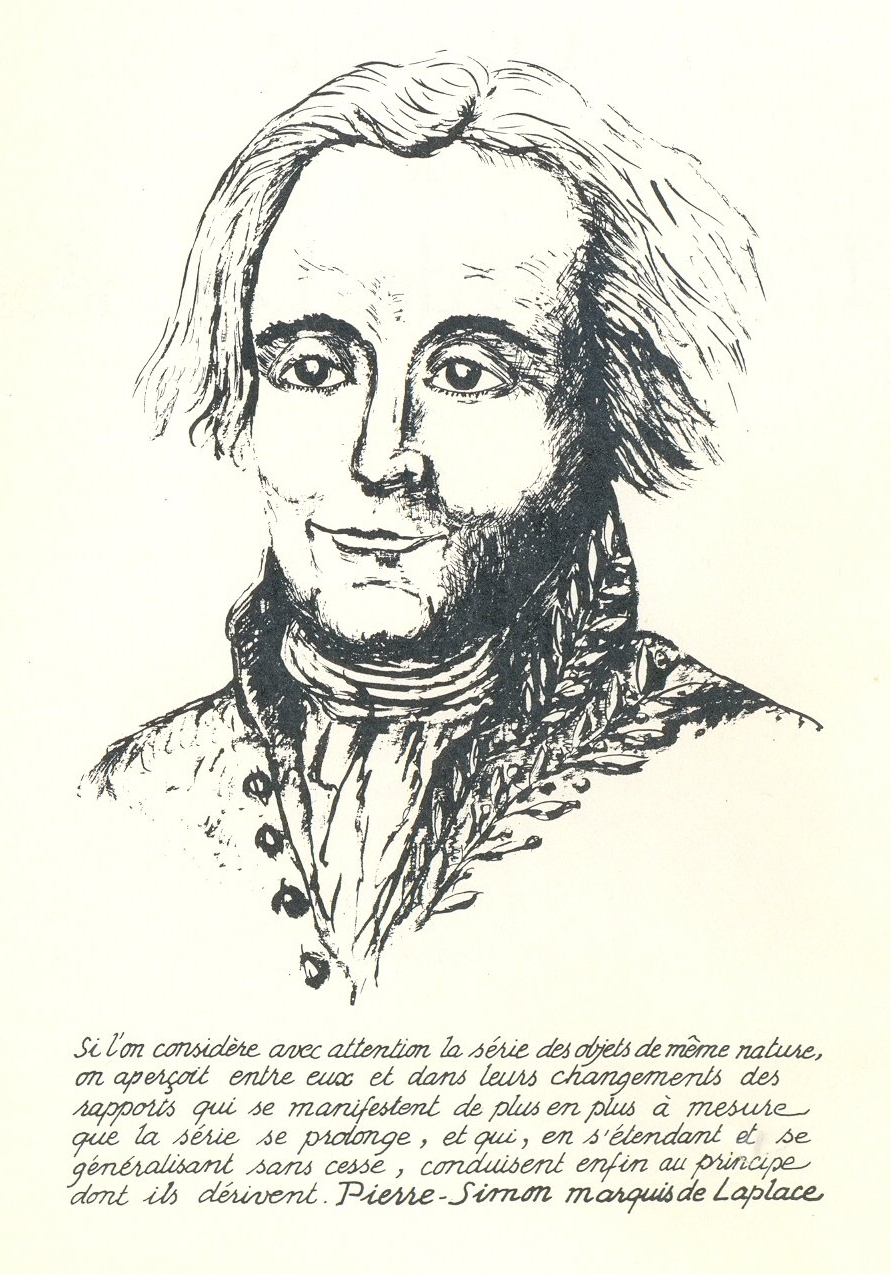 Si l'on considère avec attention la série des objets de même nature,
on aperçoit entre eux et dans leurs changements des
rapports qui se manifestent de plus en plus à mesure
que la série se prolonge, et qui, en s'étendant et se
généralisant sans cesse, conduisent enfin au principe
dont ils dérivent. Pierre-Simon marquis de Laplace